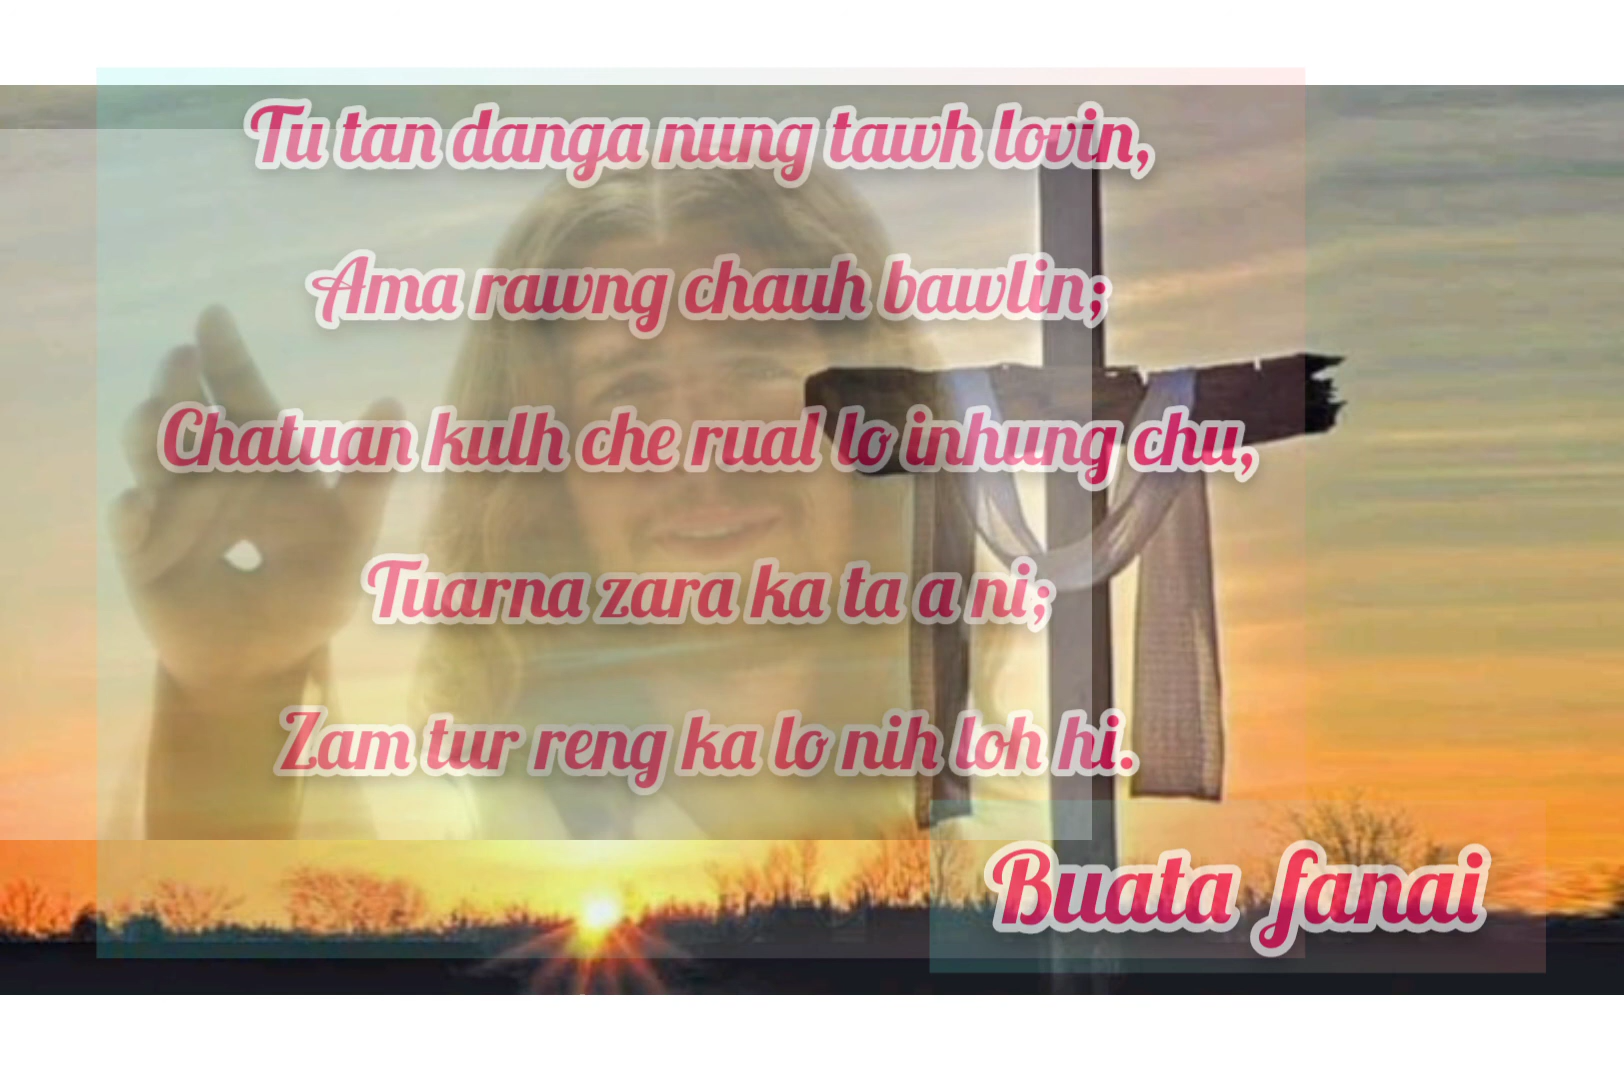 Tu tan danga nung tawh lovin,
Ama rawng chauh bawlin;
Chatuan kulh che rual lo inhung chu,
Tuarna zara ka ta a ni;
Zam tur reng ka lo nih loh hi.
Buata fanai